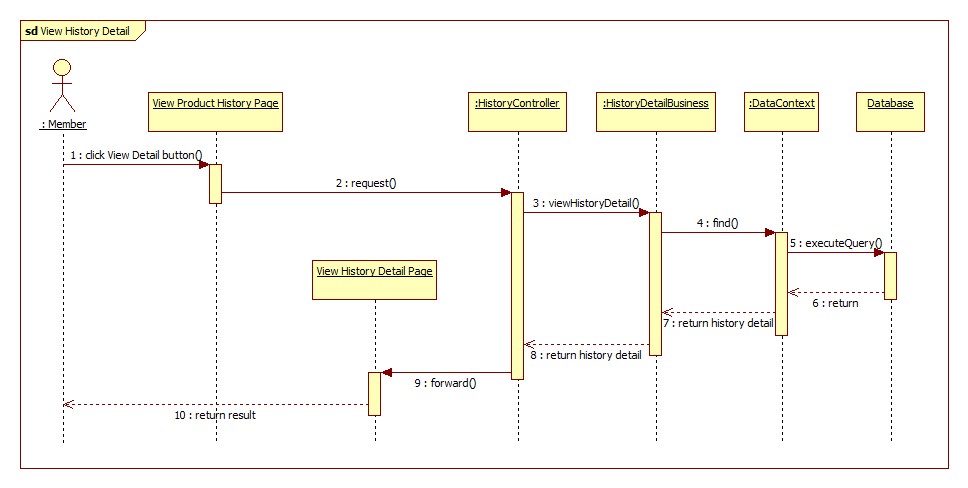 sd View History Detail
: Member
View Product History Page
:HistoryController
:HistoryDetailBusiness
:DataContext
Database
1 : click View Detail button()
2 : request()
3 : viewHistoryDetail()
4 : find()
5 : executeQuery()
View History Detail Page
6 : return
7 : return history detail
8 : return history detail
9 : forward()
10 : return result